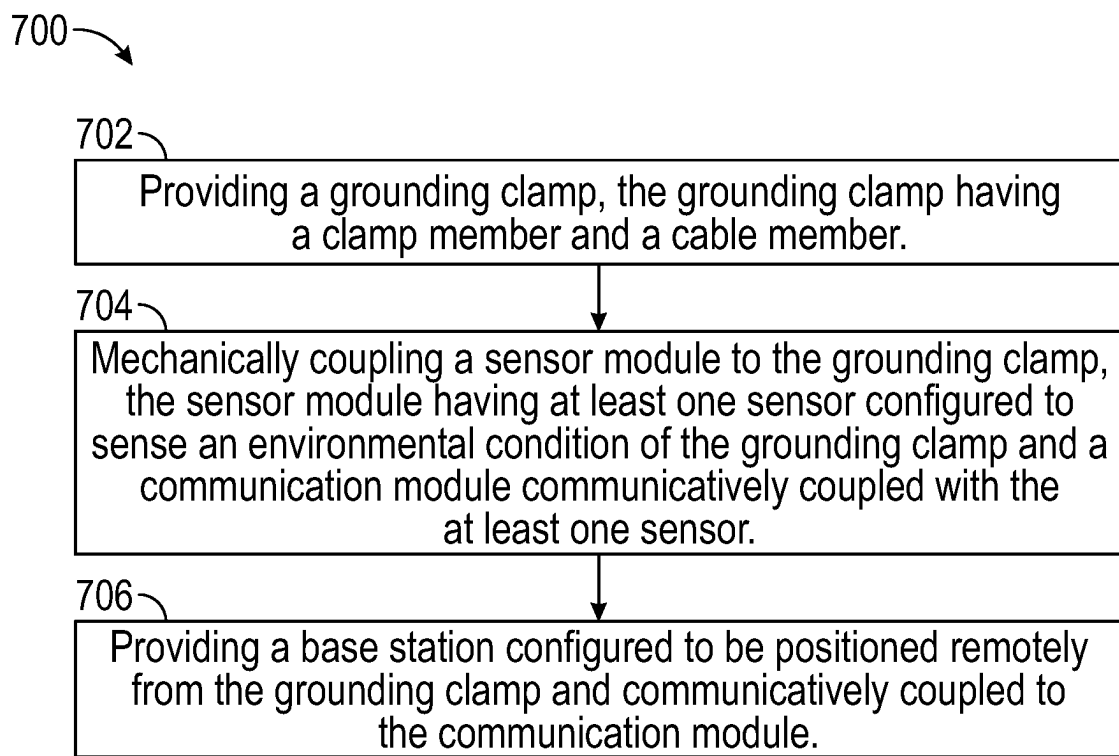 700
702
Providing a grounding clamp, the grounding clamp having
a clamp member and a cable member.
704
Mechanically coupling a sensor module to the grounding clamp,
the sensor module having at least one sensor configured to
sense an environmental condition of the grounding clamp and a
communication module communicatively coupled with the
at least one sensor.
706
Providing a base station configured to be positioned remotely
from the grounding clamp and communicatively coupled to
the communication module.